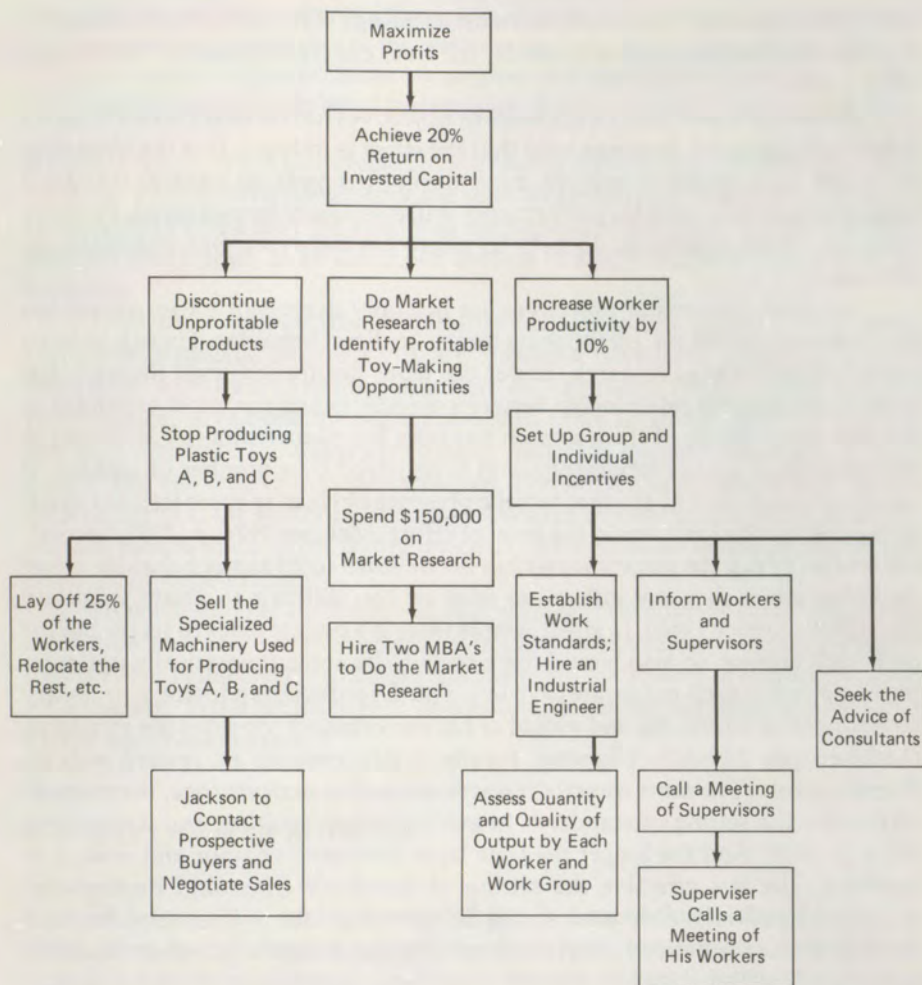 Maximize
Profits
Achieve 20%
Return on
Invested Capital
Discontinue
Unprofitable
Products
Do Market
Research to
Identify Profitable
Toy-Making
Opportunities
Increase Worker
Productivity by
10%
Stop Producing
Plastic Toys
A, B, and C
Set Up Group and
Individual
Incentives
Spend $150,000
on
Market Research
Lay Off 25%
of the
Workers,
Relocate the
Rest, etc.
Sell the
Specialized
Machinery Used
for Producing
Toys A, B, and C
Hire Two MBA's
to Do the Market
Research
Establish
Work
Standards;
Hire an
Industrial
Engineer
Inform Workers
and
Supervisors
Seek the
Advice of
Consultants
Jackson to
Contact
Prospective
Buyers and
Negotiate Sales
Assess Quantity
and Quality of
Output by Each
Worker and
Work Group
Call a Meeting
of Supervisors
Superviser
Calls a
Meeting of
His Workers